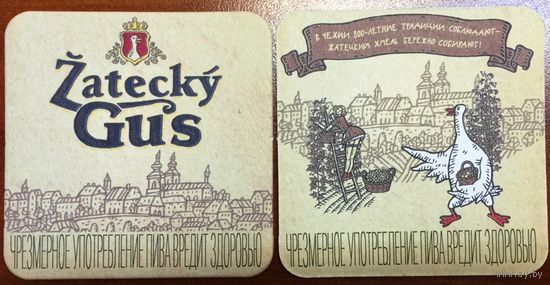 Žatecký
Gus
ЧРЕЗМЕРНОЕ УПОТРЕБЛЕНИЕ ПИВА ВРЕДИТ ЗДОРОВЬЮ
В ЧЕХИИ 800-ЛЕТНИЕ ТРАДИЦИИ СОБЛЮДАЮТ-
ЖАТЕЦКИЙ ХМЕЛЬ БЕРЕЖНО СОБИРАЮТ!
ЧРЕЗМЕРНОЕ УПОТРЕБЛЕНИЕ ПИВА ВРЕДИТ ЗДОРОВЬЮ